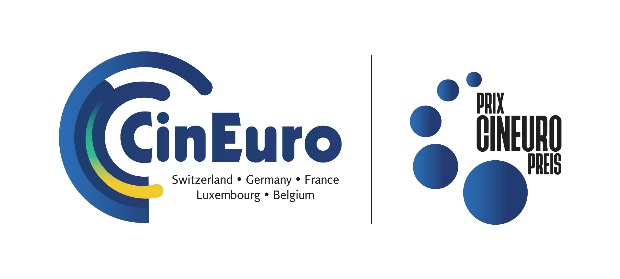 CinEuro
Switzerland • Germany • France
Luxembourg • Belgium
PRIX
CINEURO
PREIS